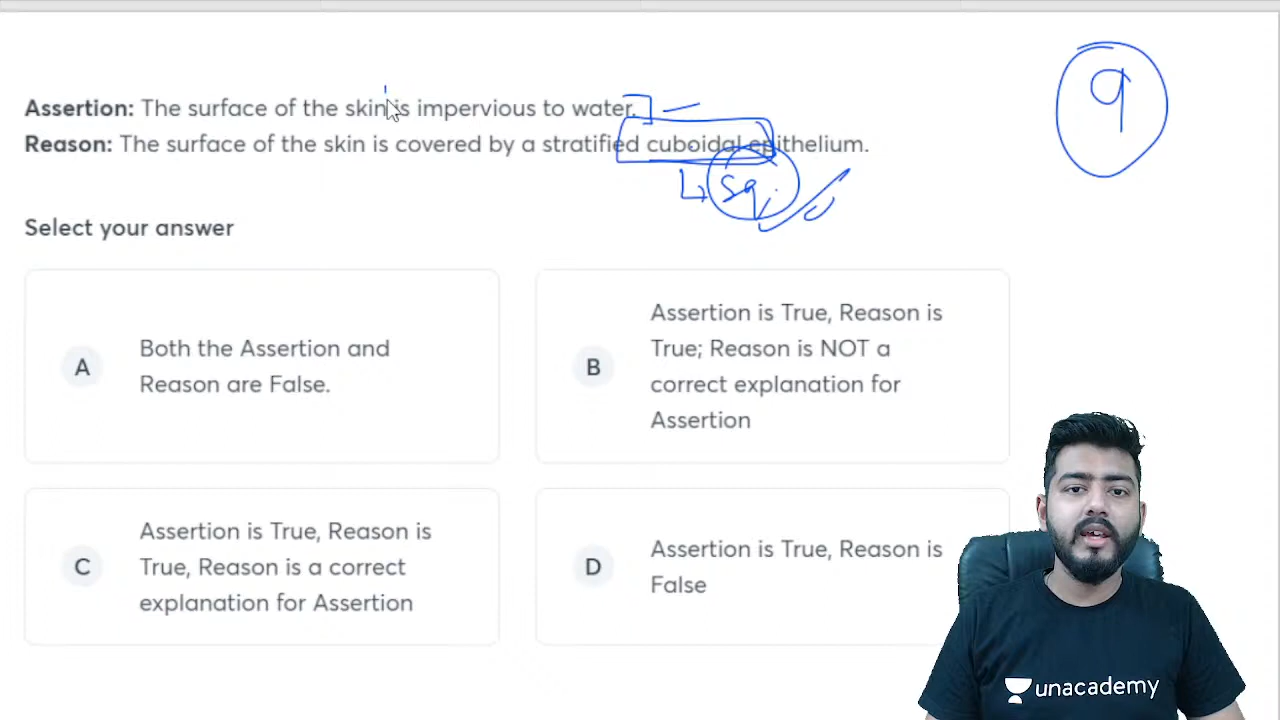 Assertion: The surface of the skin is impervious to water.
Reason: The surface of the skin is covered by a stratified cuboidal epithelium.
9
Sq.
Select your answer
A
Both the Assertion and
Reason are False.
B
Assertion is True, Reason is
True; Reason is NOT a
correct explanation for
Assertion
C
Assertion is True, Reason is
True, Reason is a correct
explanation for Assertion
D
Assertion is True, Reason is
False
unacademy